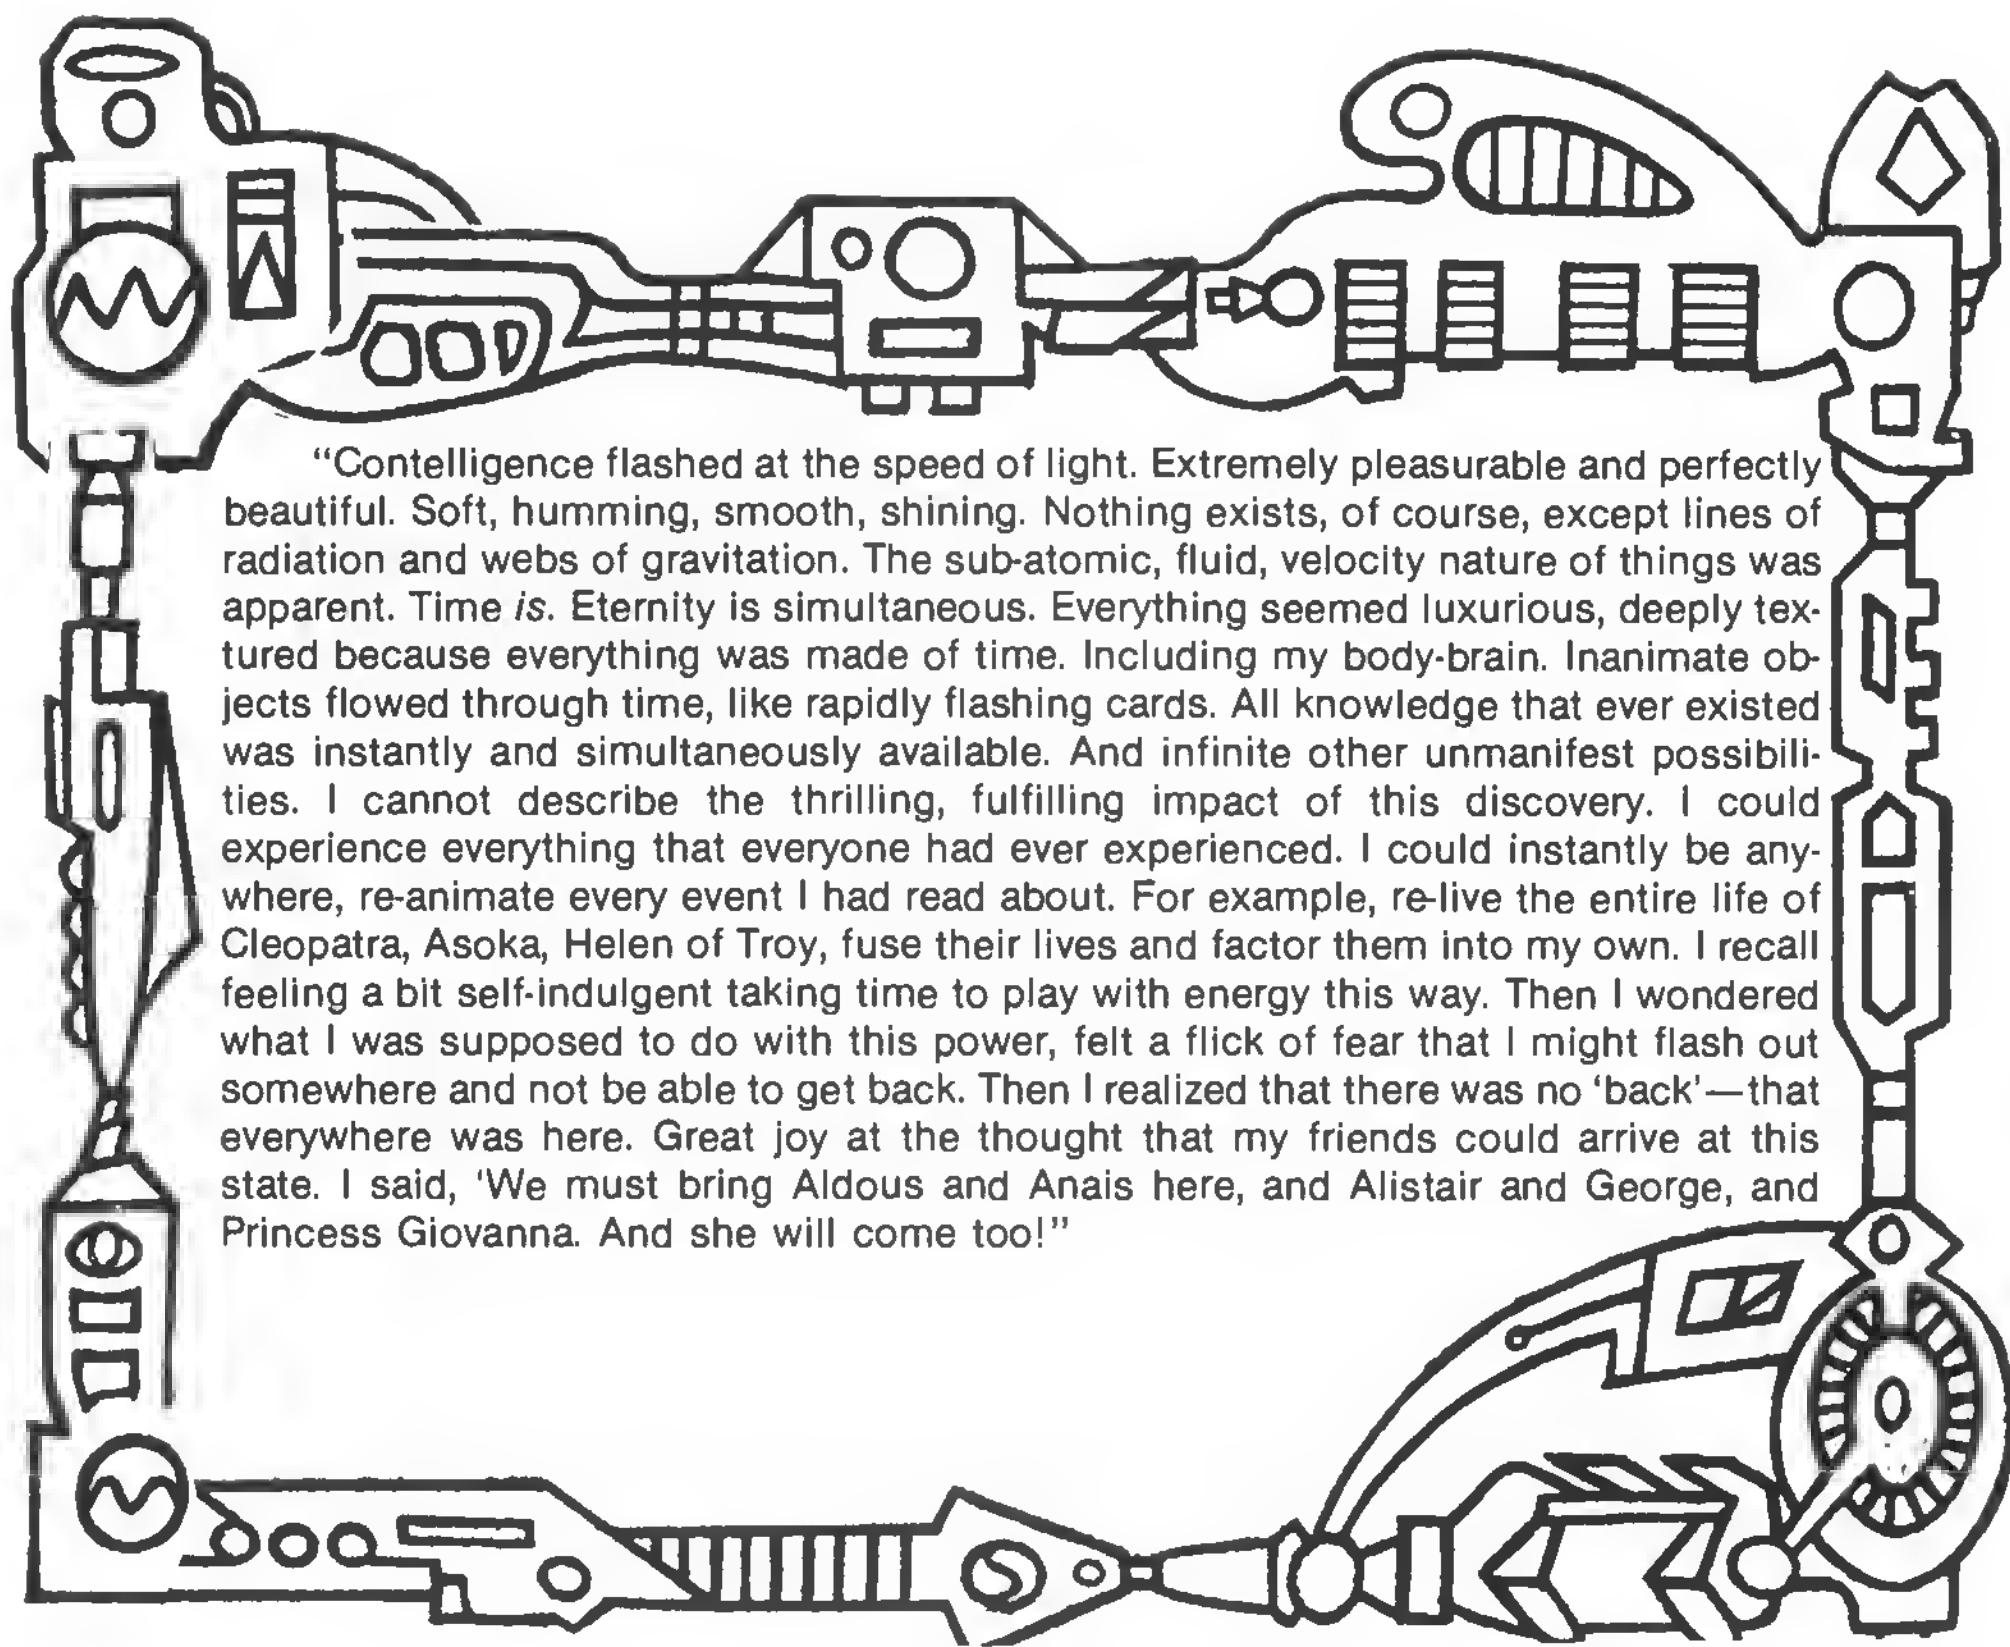 “Contelligence flashed at the speed of light. Extremely pleasurable and perfectly
beautiful. Soft, humming, smooth, shining. Nothing exists, of course, except lines of
radiation and webs of gravitation. The sub-atomic, fluid, velocity nature of things was
apparent. Time is. Eternity is simultaneous. Everything seemed luxurious, deeply tex-
tured because everything was made of time. Including my body-brain. Inanimate ob-
jects flowed through time, like rapidly flashing cards. All knowledge that ever existed
was instantly and simultaneously available. And infinite other unmanifest possibili-
ties. I cannot describe the thrilling, fulfilling impact of this discovery. I could
experience everything that everyone had ever experienced. I could instantly be any-
where, re-animate every event I had read about. For example, re-live the entire life of
Cleopatra, Asoka, Helen of Troy, fuse their lives and factor them into my own. I recall
feeling a bit self-indulgent taking time to play with energy this way. Then I wondered
what I was supposed to do with this power, felt a flick of fear that I might flash out
somewhere and not be able to get back. Then I realized that there was no ‘back’—that
everywhere was here. Great joy at the thought that my friends could arrive at this
state. I said, ‘We must bring Aldous and Anais here, and Alistair and George, and
Princess Giovanna. And she will come too!”